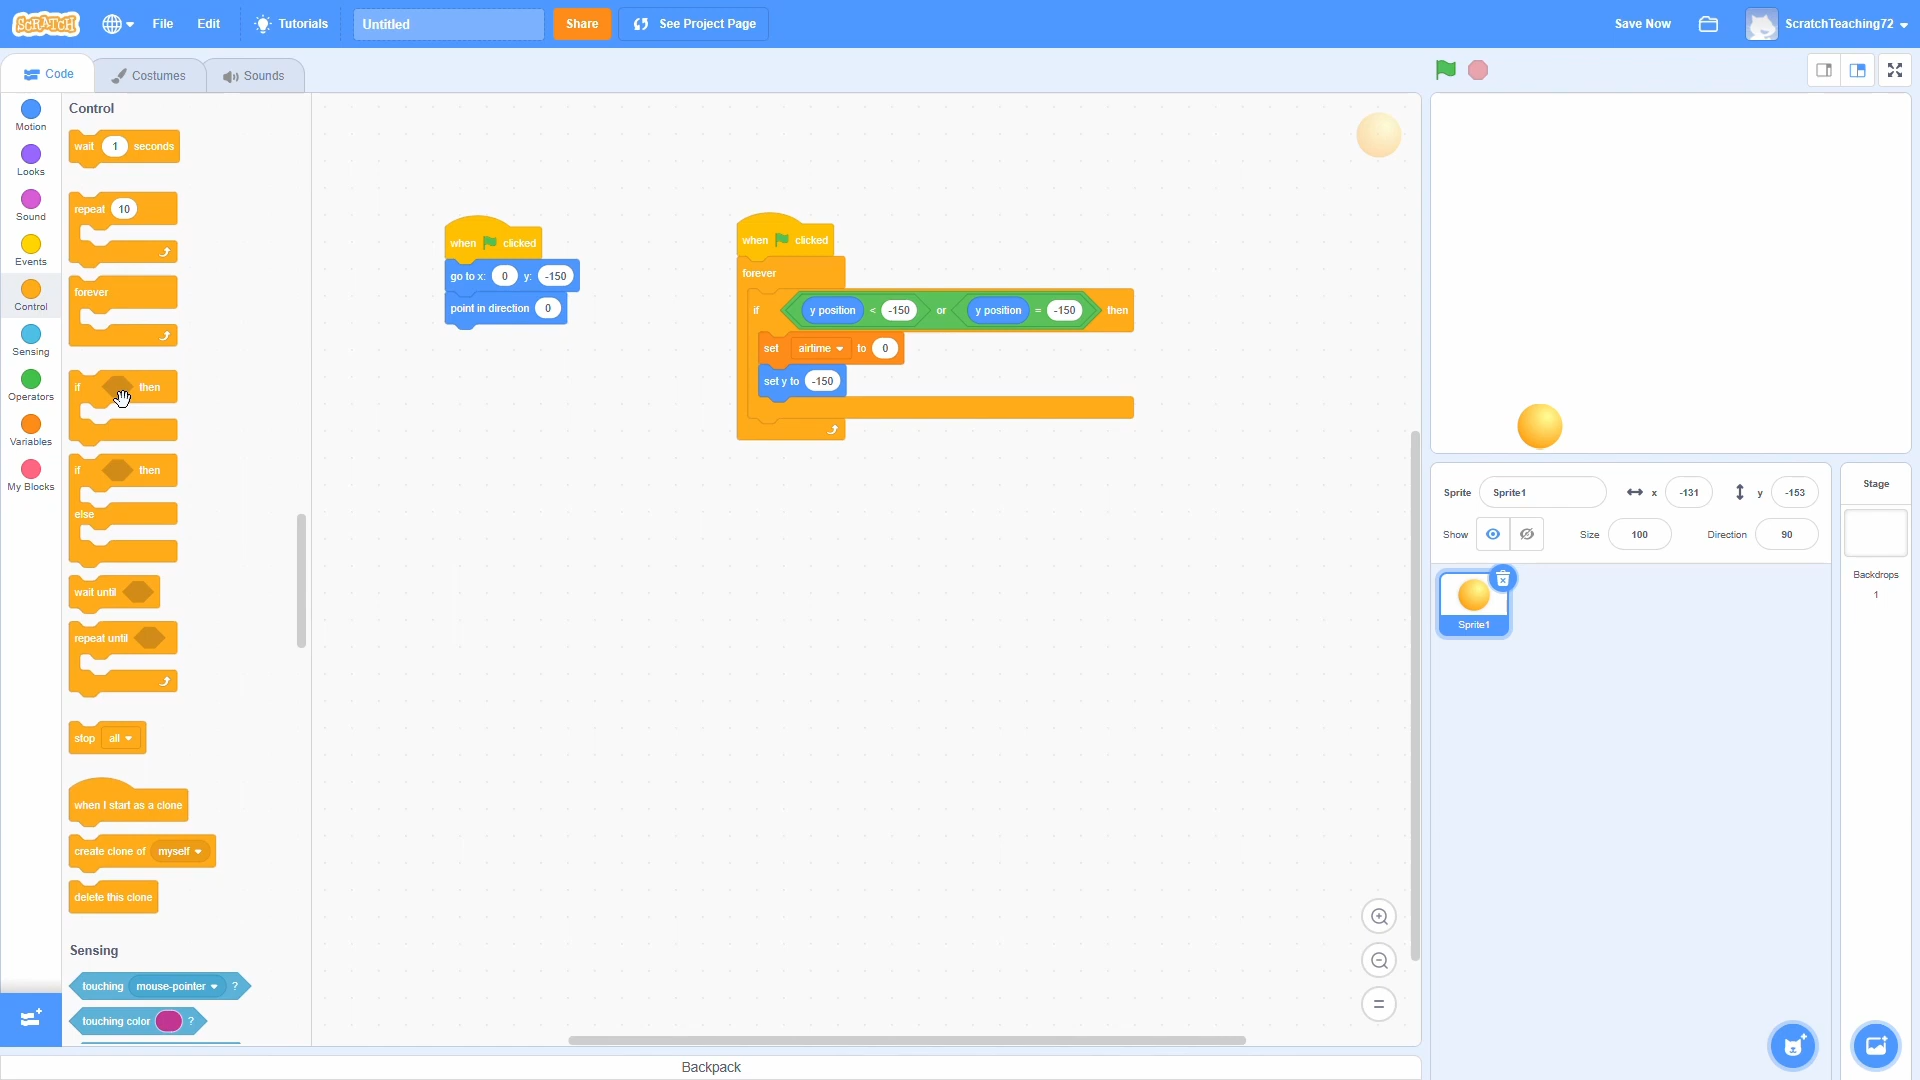 SCRATCH File Edit Tutorials Untitled Share See Project Page Save Now ScratchTeaching72
Code Costumes Sounds
Motion
Looks
Sound
Events
Control
Sensing
Operators
Variables
My Blocks
Control
wait 1 seconds
repeat 10
forever
if then
if then
else
wait until
repeat until
stop all
when I start as a clone
create clone of myself
delete this clone
Sensing
touching mouse-pointer ?
touching color ?
when clicked
go to x: 0 y: -150
point in direction 0
when clicked
forever
if y position < -150 or y position = -150 then
set airtime to 0
set y to -150
Sprite Sprite1 x -131 y -153
Show Size 100 Direction 90
Sprite1
Stage
Backdrops
1
Backpack